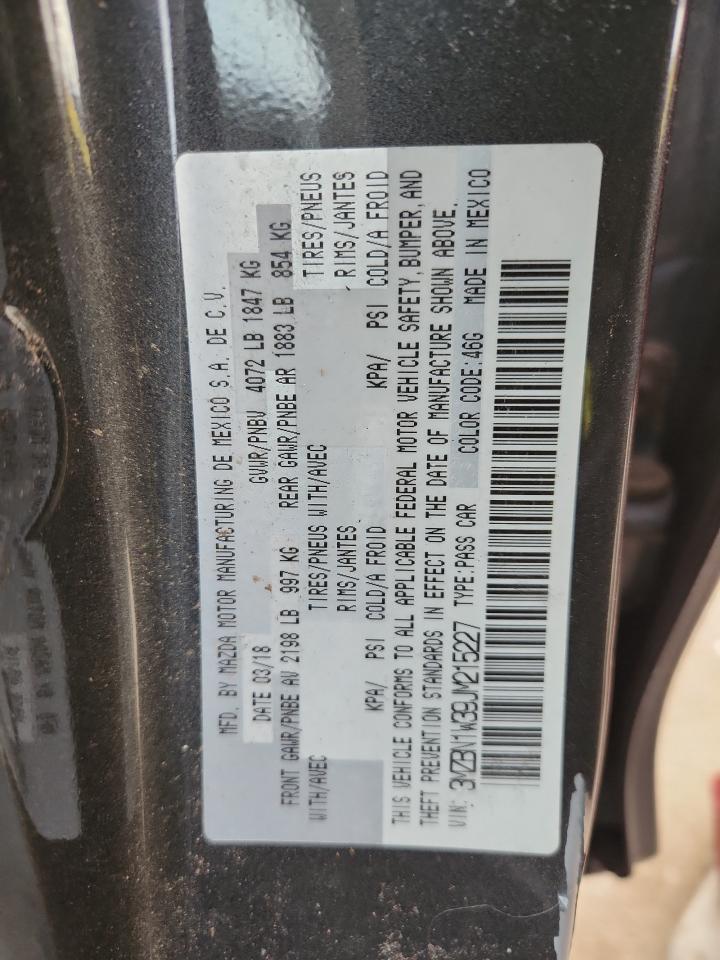 MFD. BY MAZDA MOTOR MANUFACTURING DE MEXICO S.A. DE C.V.
DATE 03/18 GVWR/PNBV 4072 LB 1847 KG
FRONT GAWR/PNBE AV 2198 LB 997 KG REAR GAWR/PNBE AR 1883 LB 854 KG
WITH/AVEC TIRES/PNEUS WITH/AVEC TIRES/PNEUS
RIMS/JANTES RIMS/JANTES
KPA/ PSI COLD/A FROID KPA/ PSI COLD/A FROID
THIS VEHICLE CONFORMS TO ALL APPLICABLE FEDERAL MOTOR VEHICLE SAFETY, BUMPER, AND
THEFT PREVENTION STANDARDS IN EFFECT ON THE DATE OF MANUFACTURE SHOWN ABOVE.
VIN: 3MZBN1W39JM215227 TYPE:PASS CAR COLOR CODE:46G MADE IN MEXICO